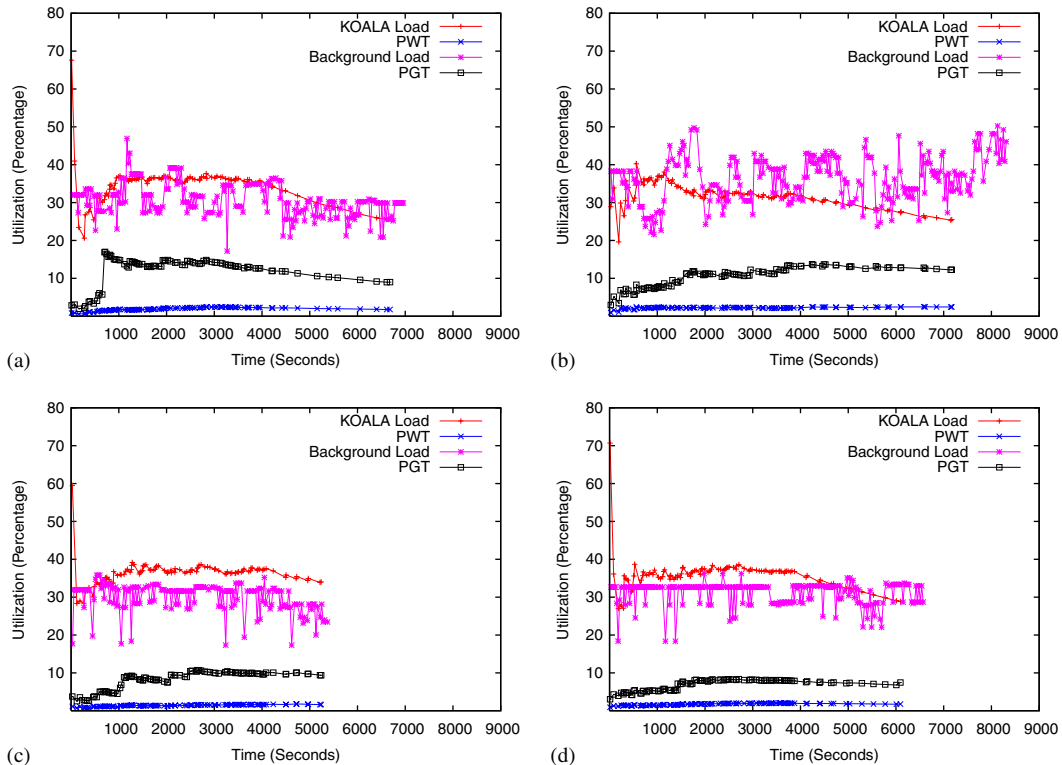 80
70
60
50
40
30
20
10
Utilization (Percentage)
KOALA Load
PWT
Background Load
PGT
1000 2000 3000 4000 5000 6000 7000 8000 9000
Time (Seconds)
(a)
80
70
60
50
40
30
20
10
Utilization (Percentage)
KOALA Load
PWT
Background Load
PGT
1000 2000 3000 4000 5000 6000 7000 8000 9000
Time (Seconds)
(b)
80
70
60
50
40
30
20
10
Utilization (Percentage)
KOALA Load
PWT
Background Load
PGT
1000 2000 3000 4000 5000 6000 7000 8000 9000
Time (Seconds)
(c)
80
70
60
50
40
30
20
10
Utilization (Percentage)
KOALA Load
PWT
Background Load
PGT
1000 2000 3000 4000 5000 6000 7000 8000 9000
Time (Seconds)
(d)